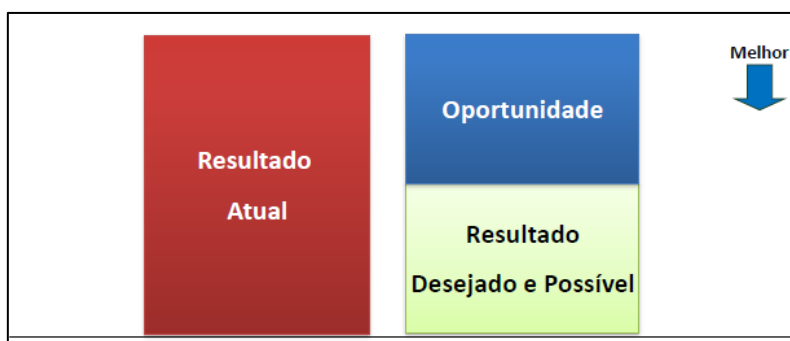 Melhor
Oportunidade
Resultado
Atual
Resultado
Desejado e Possível